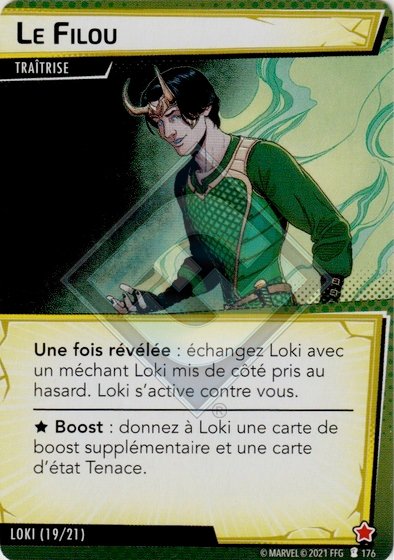 Le Filou
TRAÎTRISE
Une fois révélée : échangez Loki avec
un méchant Loki mis de côté pris au
hasard. Loki s'active contre vous.
★ Boost : donnez à Loki une carte de
boost supplémentaire et une carte
d'état Tenace.
LOKI (19/21)
© MARVEL © 2021 FFG 176
®